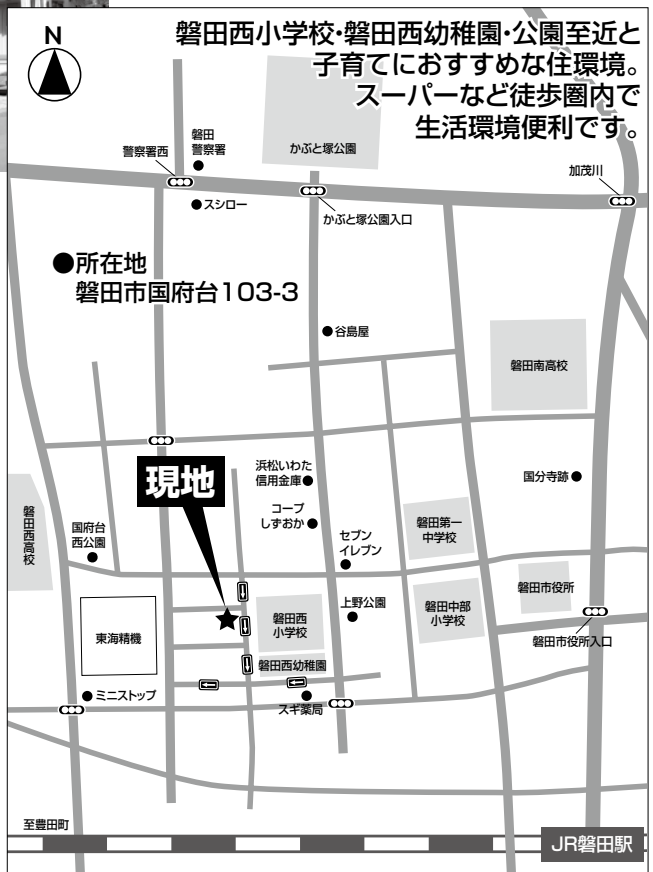 N
磐田西小学校・磐田西幼稚園・公園至近と
子育てにおすすめな住環境。
スーパーなど徒歩圏内で
生活環境便利です。
磐田
警察署
警察署西
かぶと塚公園
加茂川
スシロー
かぶと塚公園入口
●所在地
磐田市国府台103-3
谷島屋
磐田南高校
現地
浜松いわた
信用金庫
国分寺跡
磐田西高校
国府台
西公園
コープ
しずおか
セブン
イレブン
磐田第一
中学校
東海精機
磐田西
小学校
上野公園
磐田中部
小学校
磐田市役所
磐田市役所入口
磐田西幼稚園
ミニストップ
スギ薬局
至豊田町
JR磐田駅